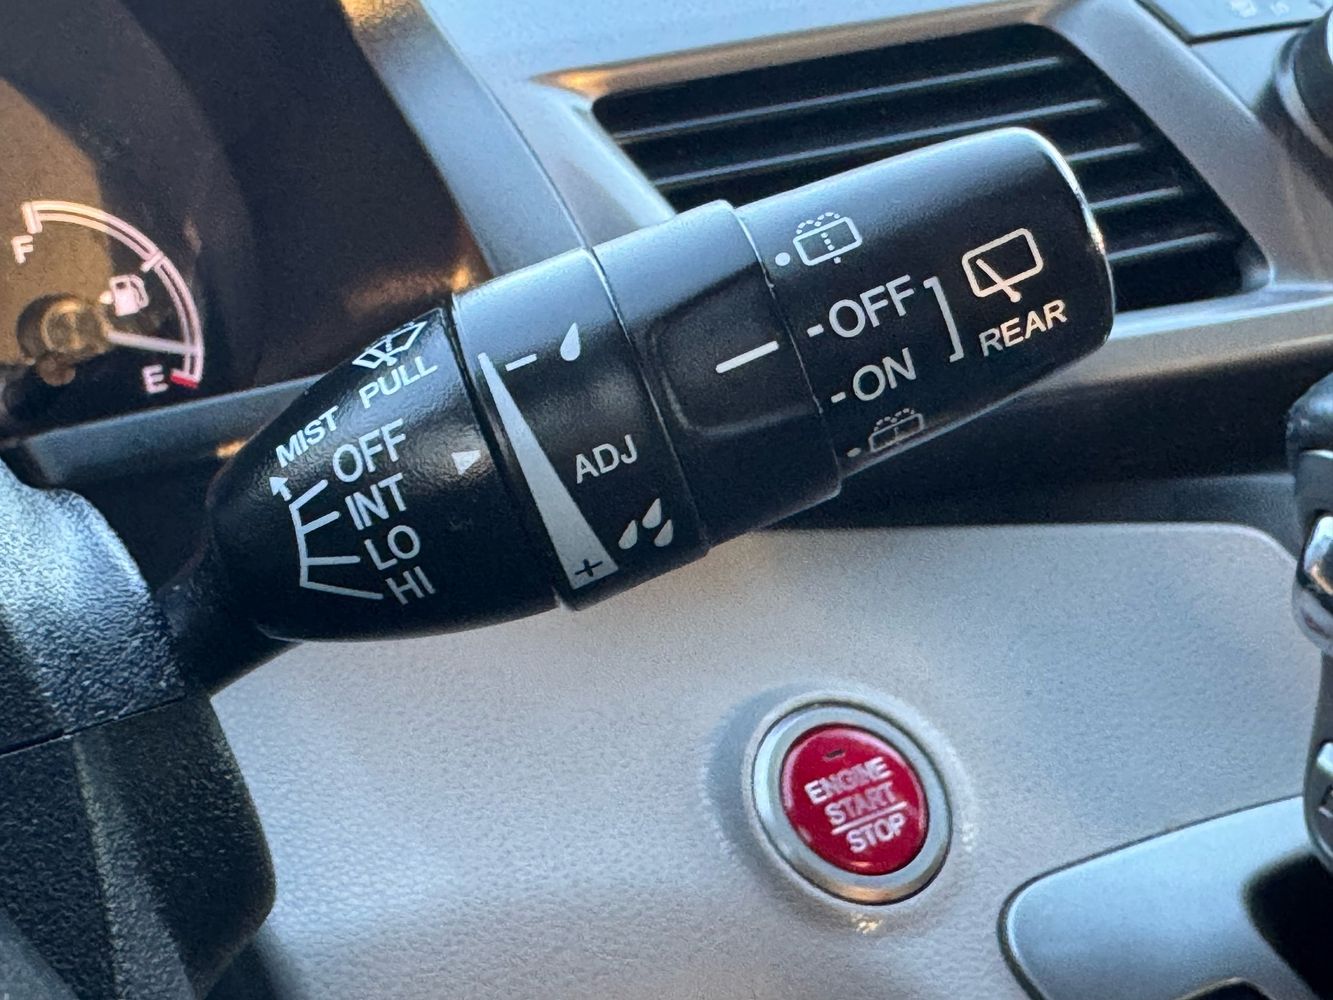 F
E
PULL
MIST
OFF
INT
LO
HI
-
ADJ
+
-OFF
-ON
REAR
ENGINE
START
STOP